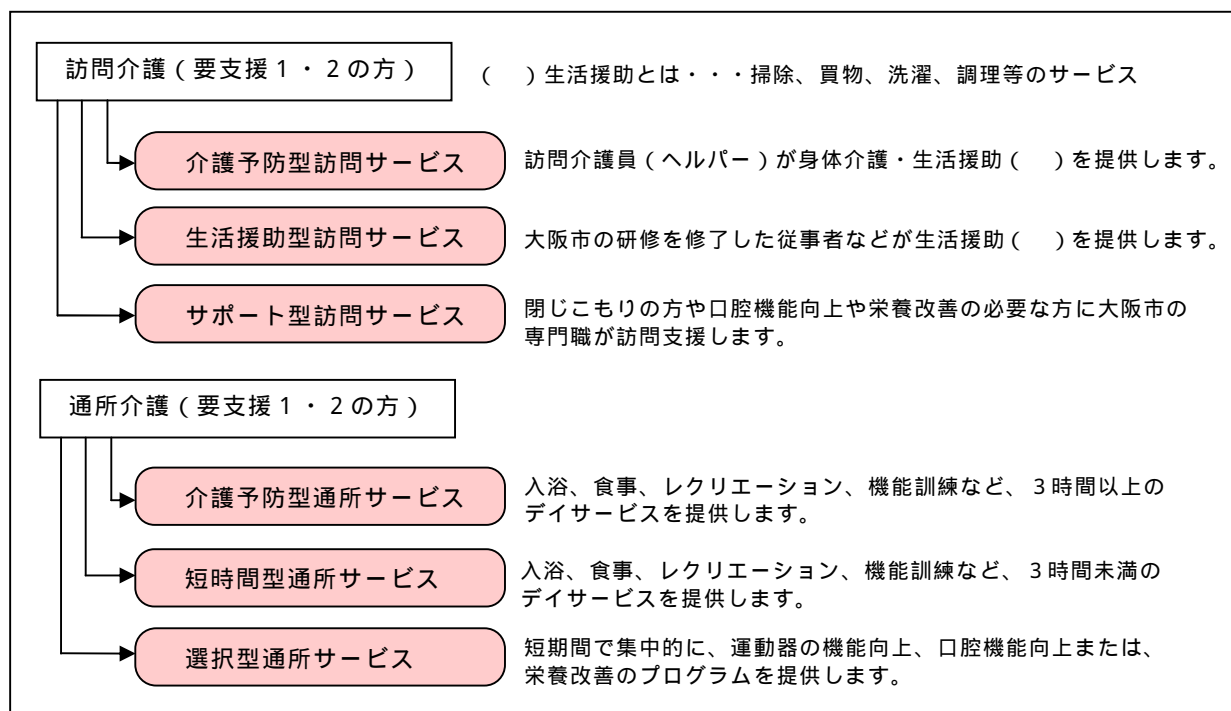 訪問介護（要支援１・２の方）
（　）生活援助とは・・・掃除、買物、洗濯、調理等のサービス
介護予防型訪問サービス
訪問介護員（ヘルパー）が身体介護・生活援助（　）を提供します。
生活援助型訪問サービス
大阪市の研修を修了した従事者などが生活援助（　）を提供します。
サポート型訪問サービス
閉じこもりの方や口腔機能向上や栄養改善の必要な方に大阪市の
専門職が訪問支援します。
通所介護（要支援１・２の方）
介護予防型通所サービス
入浴、食事、レクリエーション、機能訓練など、３時間以上の
デイサービスを提供します。
短時間型通所サービス
入浴、食事、レクリエーション、機能訓練など、３時間未満の
デイサービスを提供します。
選択型通所サービス
短期間で集中的に、運動器の機能向上、口腔機能向上または、
栄養改善のプログラムを提供します。